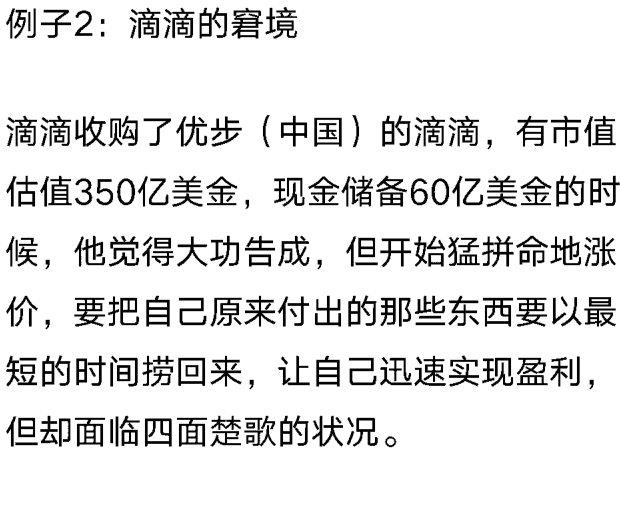 例子2：滴滴的窘境
滴滴收购了优步（中国）的滴滴，有市值
估值350亿美金，现金储备60亿美金的时
候，他觉得大功告成，但开始猛拼命地涨
价，要把自己原来付出的那些东西要以最
短的时间捞回来，让自己迅速实现盈利，
但却面临四面楚歌的状况。